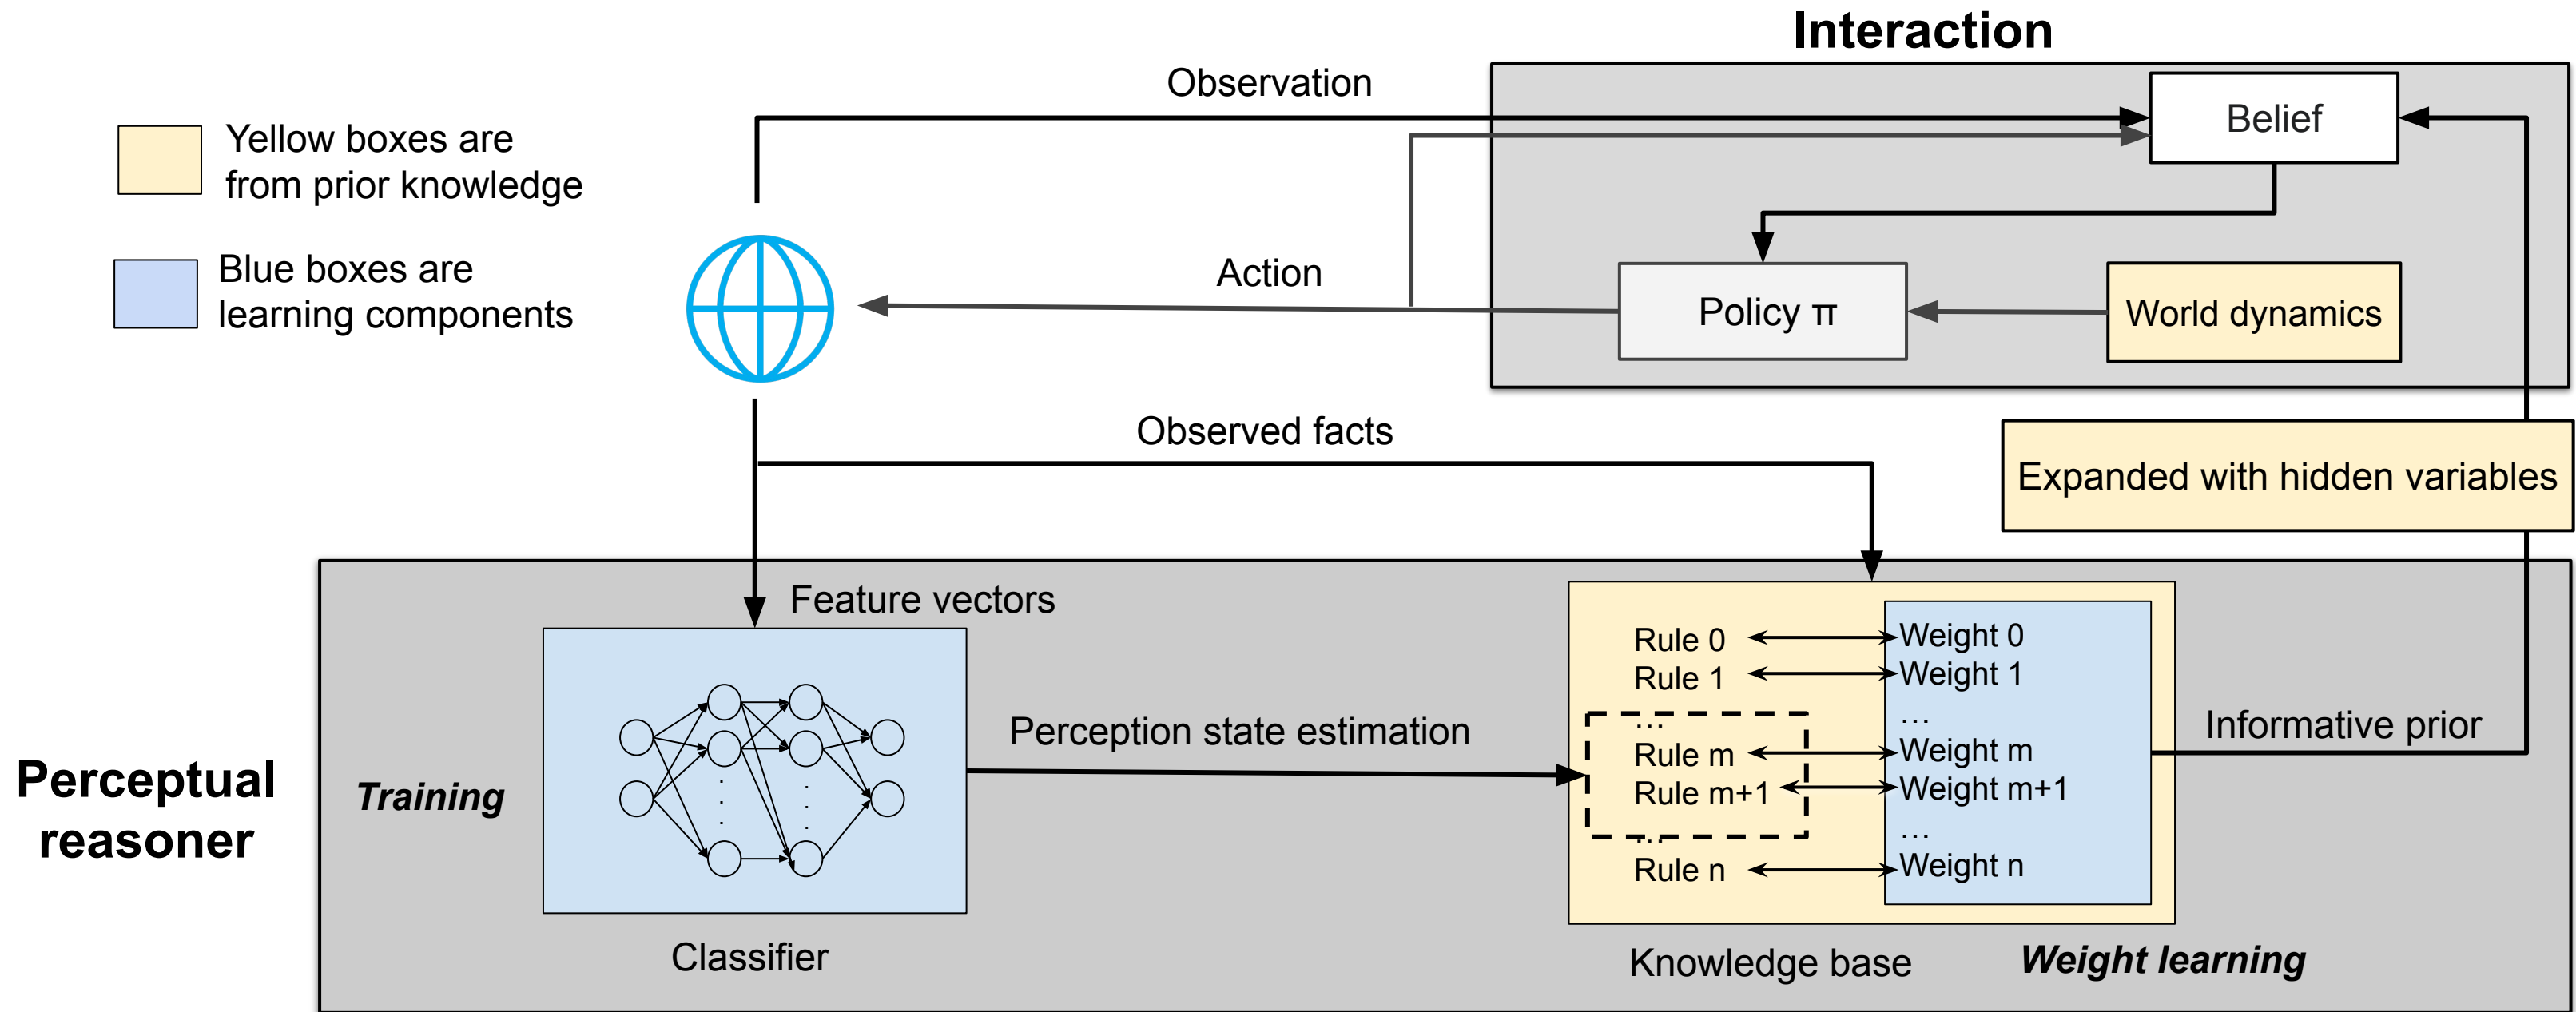 Interaction
Observation
Belief
Yellow boxes are
from prior knowledge
Blue boxes are
learning components
Action
Policy π
World dynamics
Observed facts
Expanded with hidden variables
Feature vectors
Rule 0
Weight 0
Rule 1
Weight 1
...
...
Rule m
Weight m
Rule m+1
Weight m+1
...
...
Rule n
Weight n
Perception state estimation
Informative prior
Perceptual
reasoner
Training
Classifier
Knowledge base
Weight learning